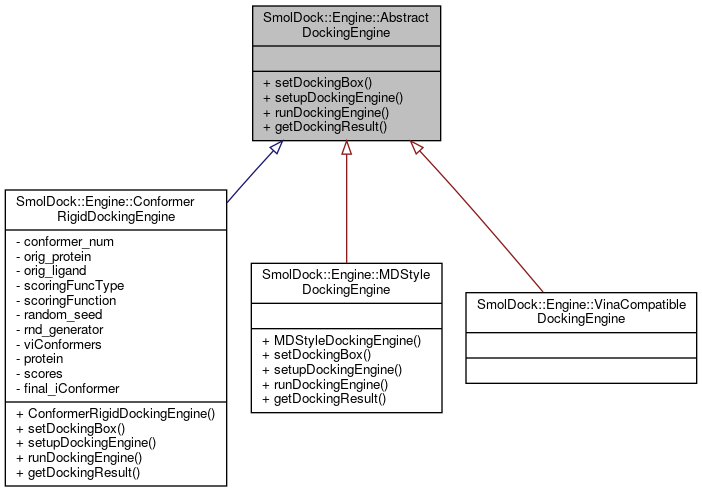 SmolDock::Engine::Abstract
DockingEngine
+ setDockingBox()
+ setupDockingEngine()
+ runDockingEngine()
+ getDockingResult()
SmolDock::Engine::Conformer
RigidDockingEngine
- conformer_num
- orig_protein
- orig_ligand
- scoringFuncType
- scoringFunction
- random_seed
- rnd_generator
- viConformers
- protein
- scores
- final_iConformer
+ ConformerRigidDockingEngine()
+ setDockingBox()
+ setupDockingEngine()
+ runDockingEngine()
+ getDockingResult()
SmolDock::Engine::MDStyle
DockingEngine
+ MDStyleDockingEngine()
+ setDockingBox()
+ setupDockingEngine()
+ runDockingEngine()
+ getDockingResult()
SmolDock::Engine::VinaCompatible
DockingEngine